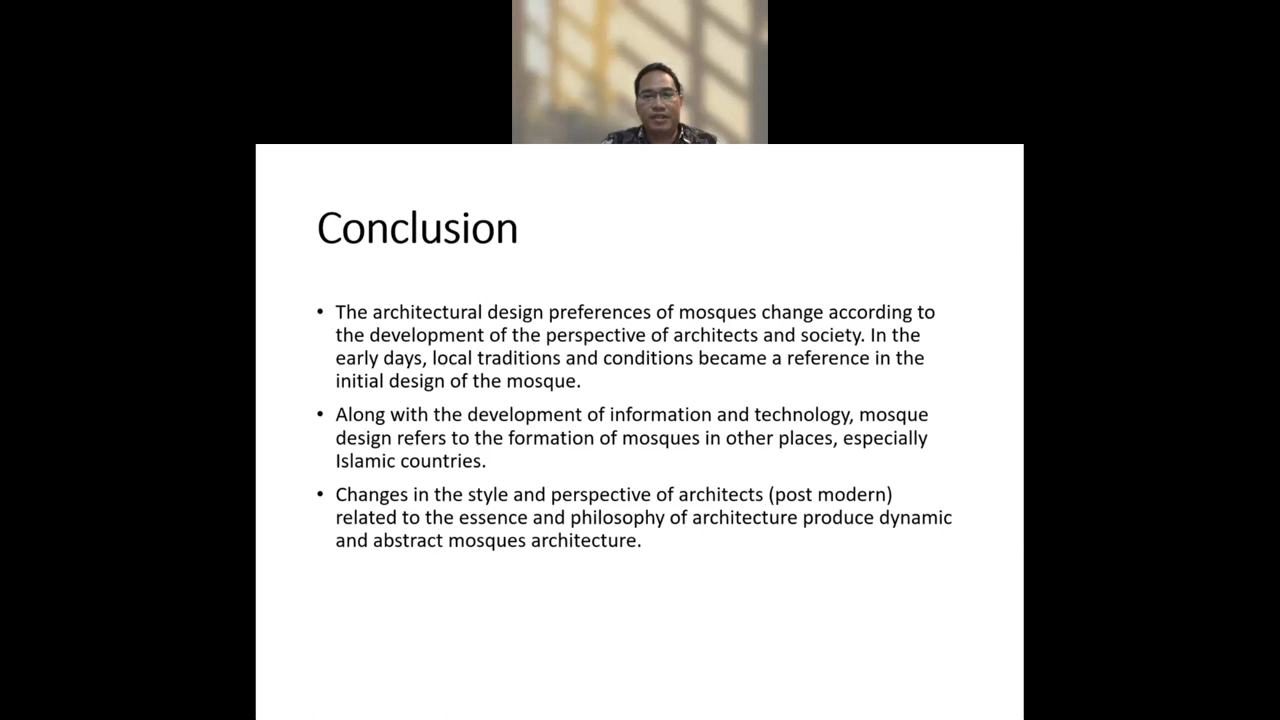 Conclusion
• The architectural design preferences of mosques change according to
the development of the perspective of architects and society. In the
early days, local traditions and conditions became a reference in the
initial design of the mosque.
• Along with the development of information and technology, mosque
design refers to the formation of mosques in other places, especially
Islamic countries.
• Changes in the style and perspective of architects (post modern)
related to the essence and philosophy of architecture produce dynamic
and abstract mosques architecture.